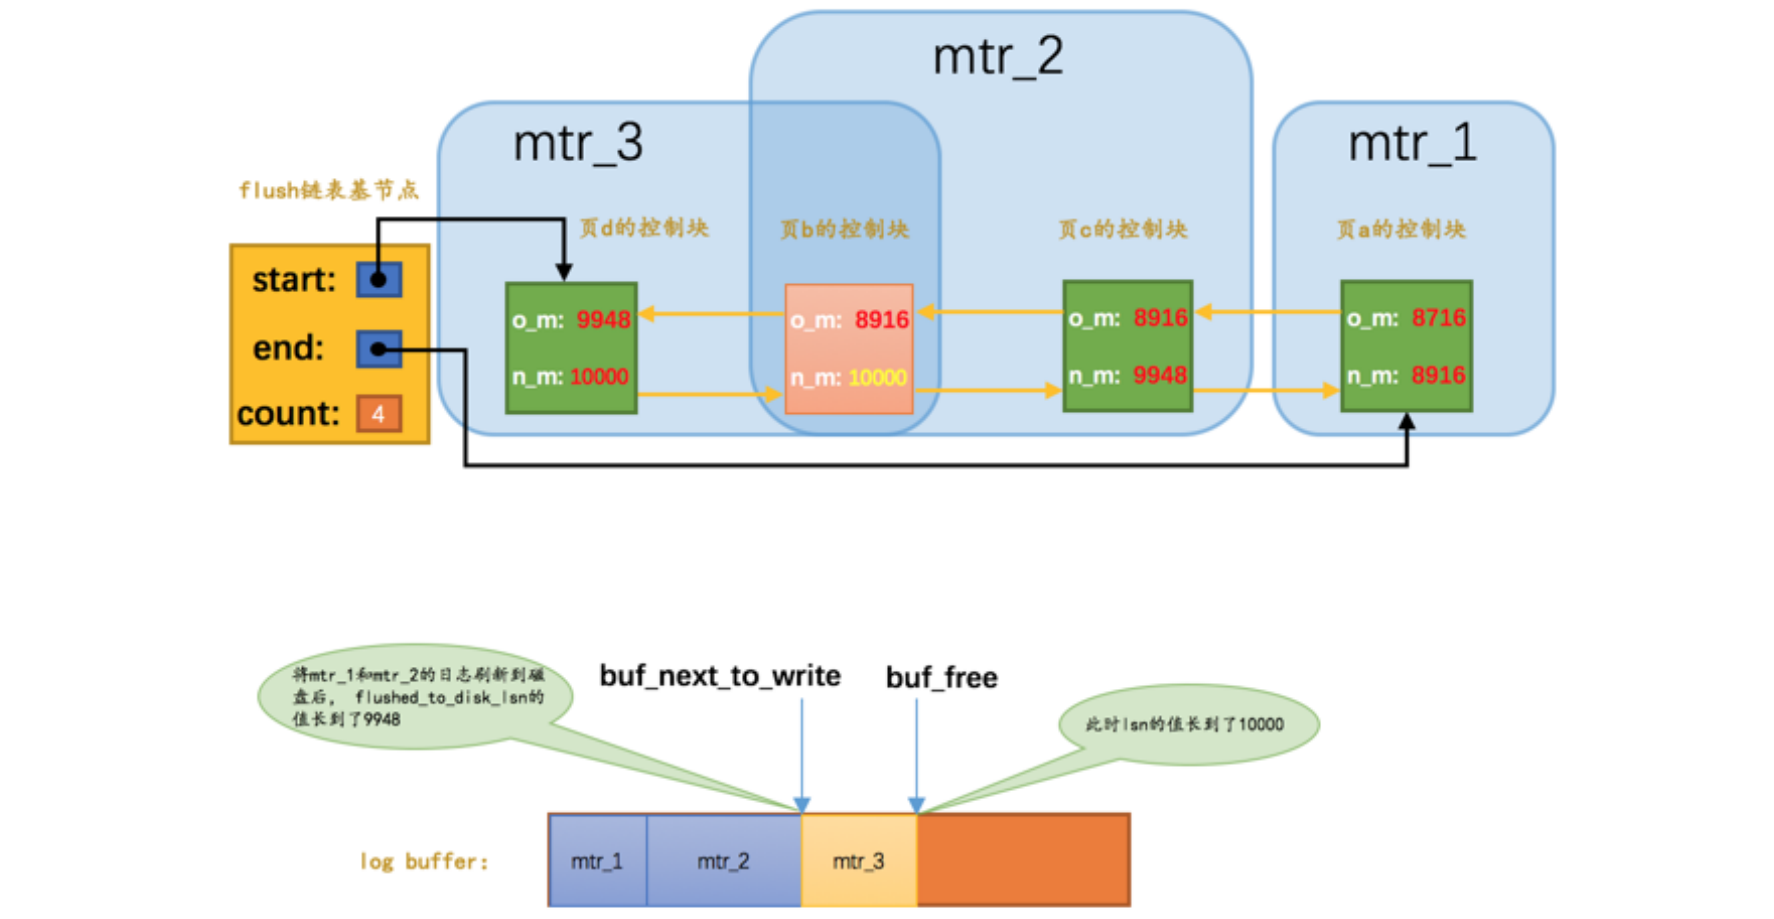 mtr_2
mtr_3
mtr_1
flush链表基节点
页d的控制块
页b的控制块
页c的控制块
页a的控制块
start:
end:
count: 4
o_m: 9948
n_m: 10000
o_m: 8916
n_m: 10000
o_m: 8916
n_m: 9948
o_m: 8716
n_m: 8916
将mtr_1和mtr_2的日志刷新到磁
盘后， flushed_to_disk_lsn的
值长到了9948
buf_next_to_write
buf_free
此时lsn的值长到了10000
log buffer:
mtr_1
mtr_2
mtr_3